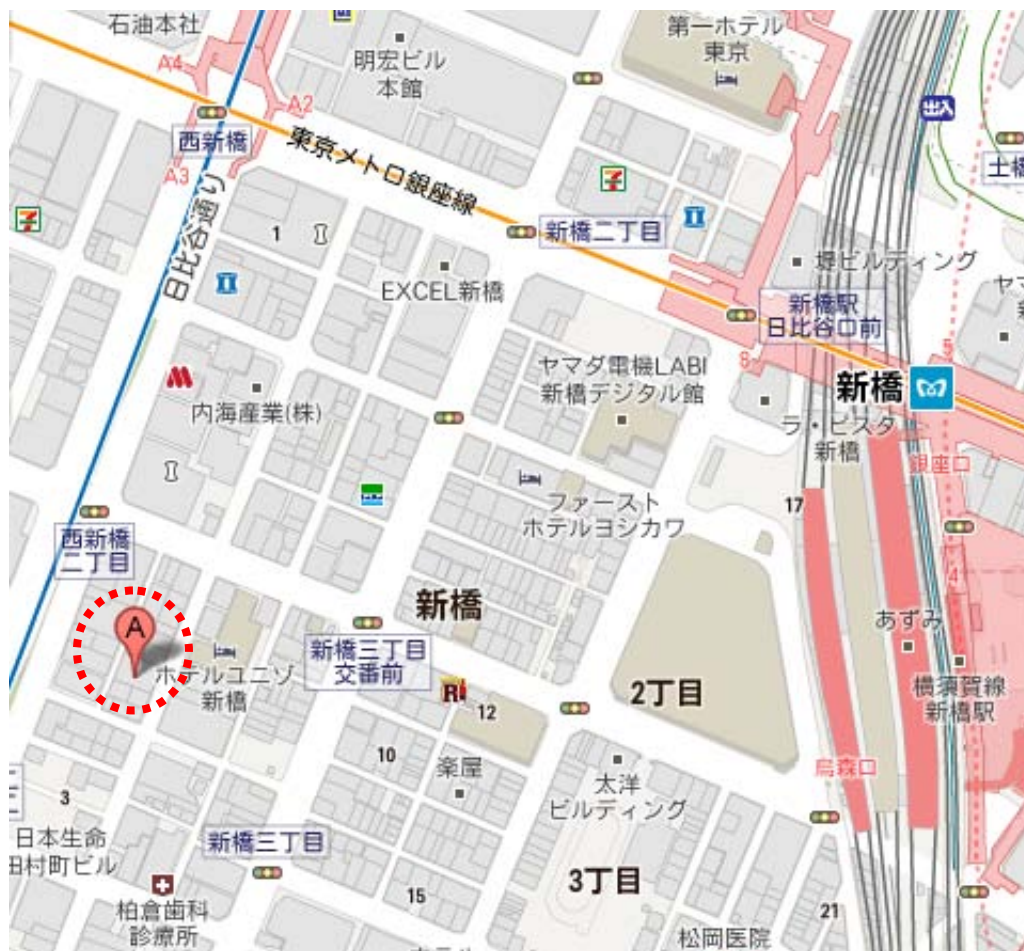 石油本社
明宏ビル
本館
第一ホテル
東京
A4
A2
出入
西新橋
A3
東京メトロ銀座線
土橋
日比谷通り
1
新橋二丁目
堤ビルディング
EXCEL新橋
新橋駅
日比谷口前
ヤマ
新
8
5
ヤマダ電機LABI
新橋デジタル館
新橋
内海産業(株)
ラ・ビスタ
新橋
銀座口
17
ファースト
ホテルヨシカワ
西新橋
二丁目
4
新橋
A
あずみ
新橋三丁目
交番前
ホテルユニゾ
新橋
R
12
2丁目
横須賀線
新橋駅
10
楽屋
太洋
ビルディング
烏森口
3
日本生命
田村町ビル
新橋三丁目
3丁目
柏倉歯科
診療所
15
21
ホテル
松岡医院